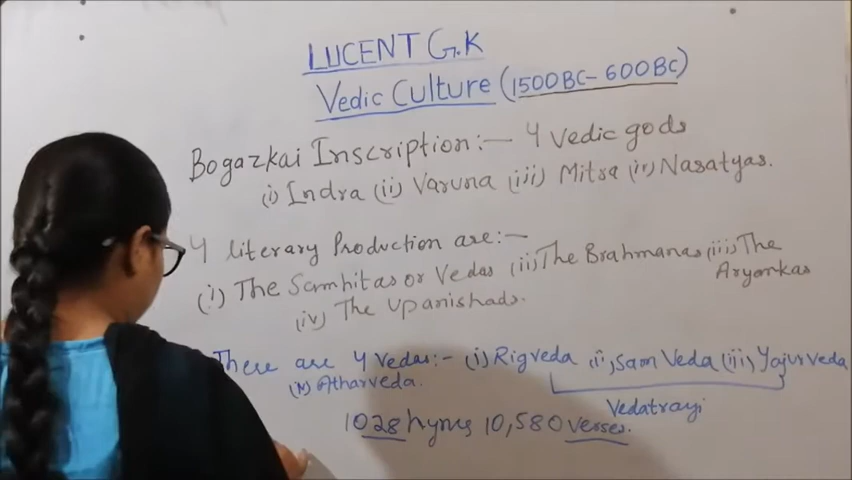 LUCENT G.K
Vedic Culture (1500BC-600BC)
Bogazkai Inscription:- 4 Vedic gods
(i) Indra (ii) Varuna (iii) Mitra (iv) Nasatyas.
4 literary Production are:-
(i) The Samhitas or Vedas (ii) The Brahmanas (iii) The
Aryankas
(iv) The Upanishads.
There are 4 Vedas:- (i) Rigveda (ii) Sam Veda (iii) Yajurveda
(iv) Atharveda.
Vedatrayi
1028 hyms 10,580 verses.